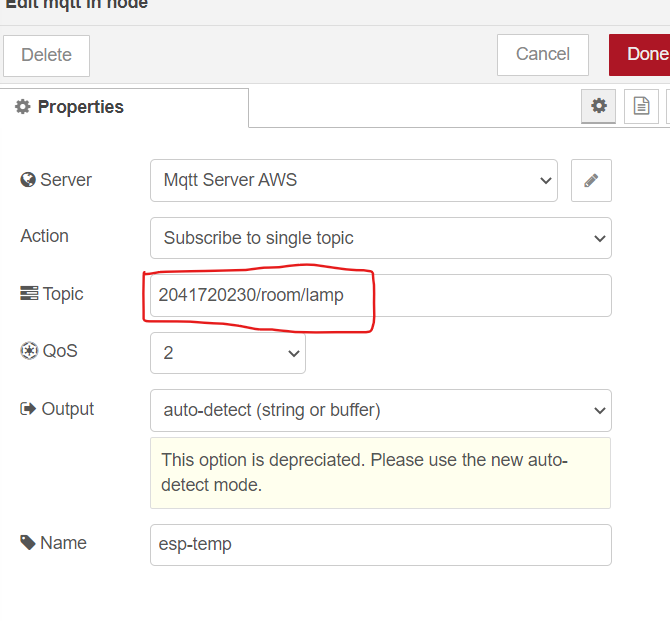 Edit mqtt in node
Delete
Cancel
Done
Properties
Server
Mqtt Server AWS
Action
Subscribe to single topic
Topic
2041720230/room/lamp
QoS
2
Output
auto-detect (string or buffer)
This option is depreciated. Please use the new auto-
detect mode.
Name
esp-temp